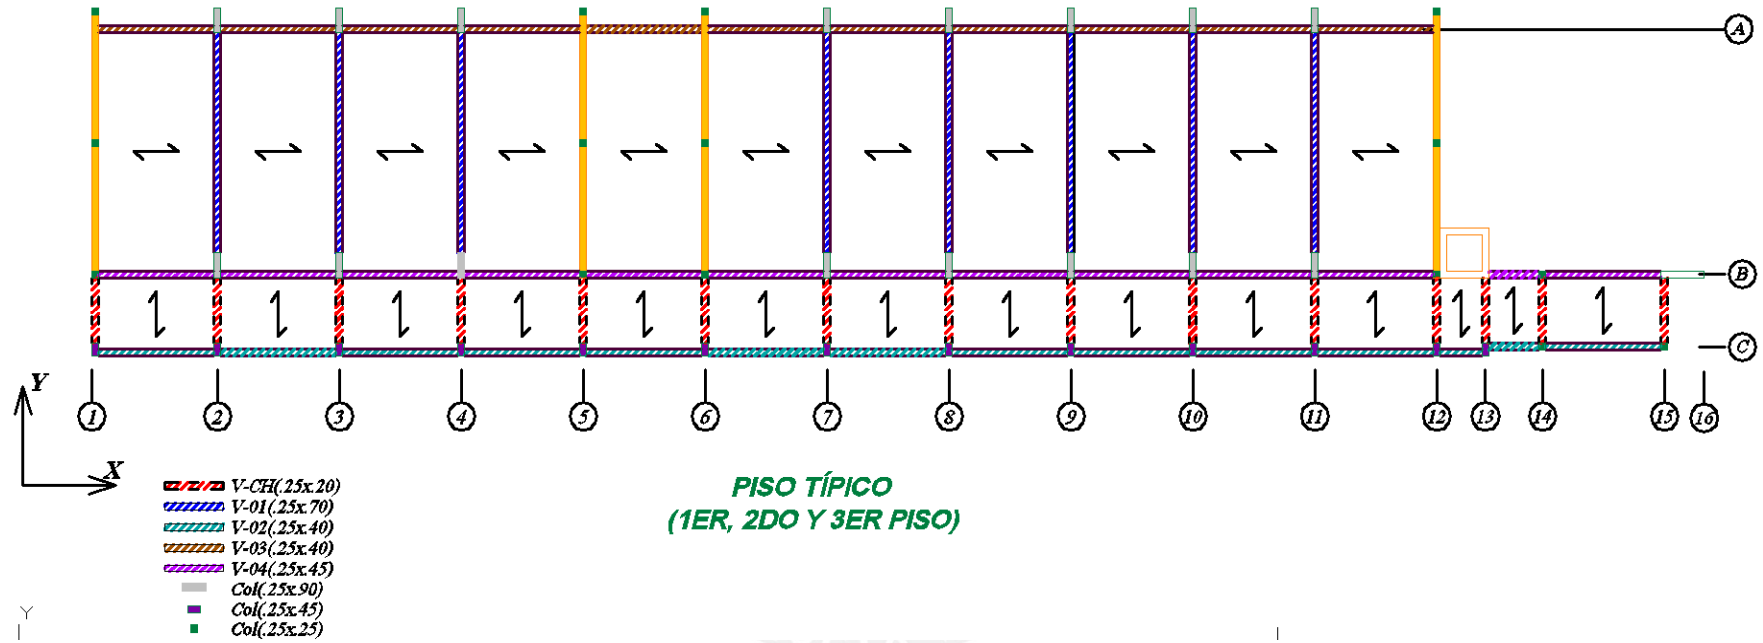 A
B
C
Y
1 2 3 4 5 6 7 8 9 10 11 12 13 14 15 16
X
V-CH(.25x.20)
V-01(.25x.70)
V-02(.25x.40)
V-03(.25x.40)
V-04(.25x.45)
Col(.25x.90)
Col(.25x.45)
Col(.25x.25)
PISO TÍPICO
(1ER, 2DO Y 3ER PISO)
Y